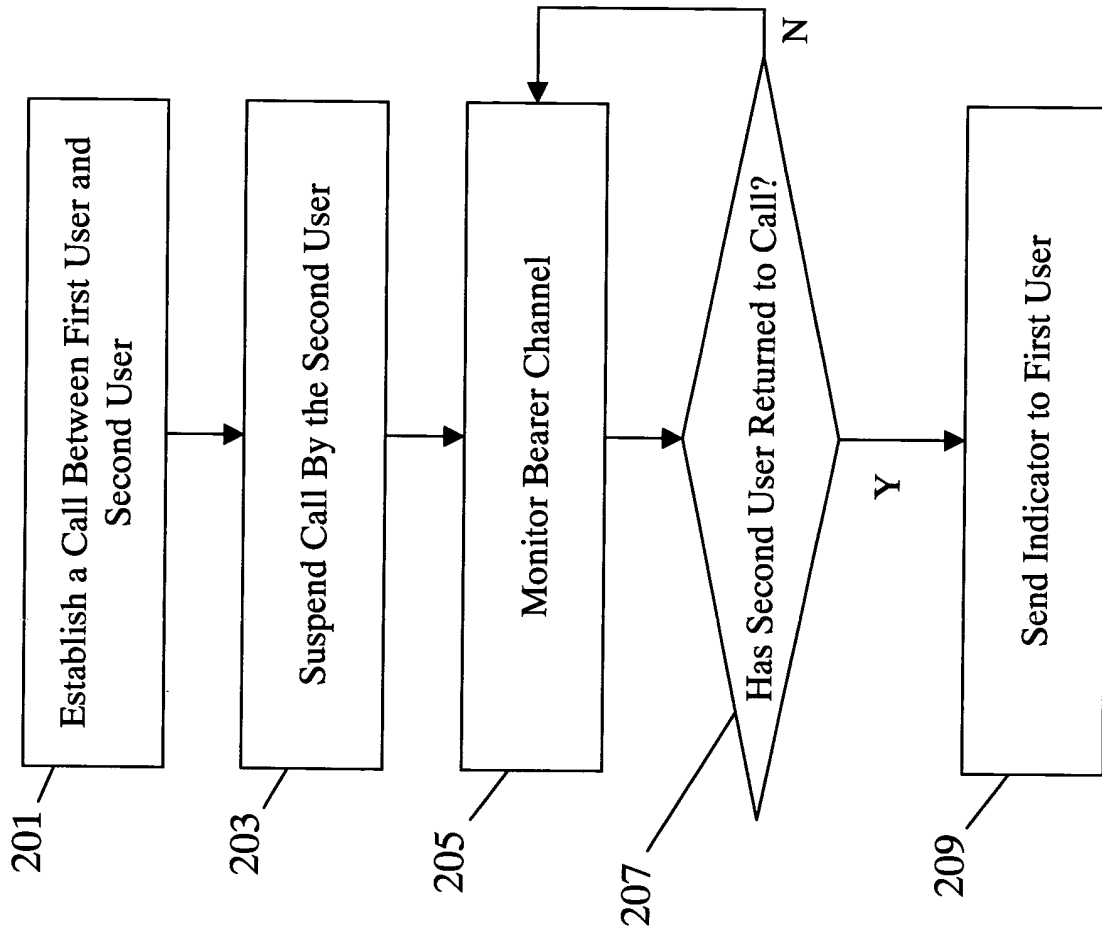 201
Establish a Call Between First User and
Second User
203
Suspend Call By the Second User
205
Monitor Bearer Channel
207
Has Second User Returned to Call?
N
Y
209
Send Indicator to First User